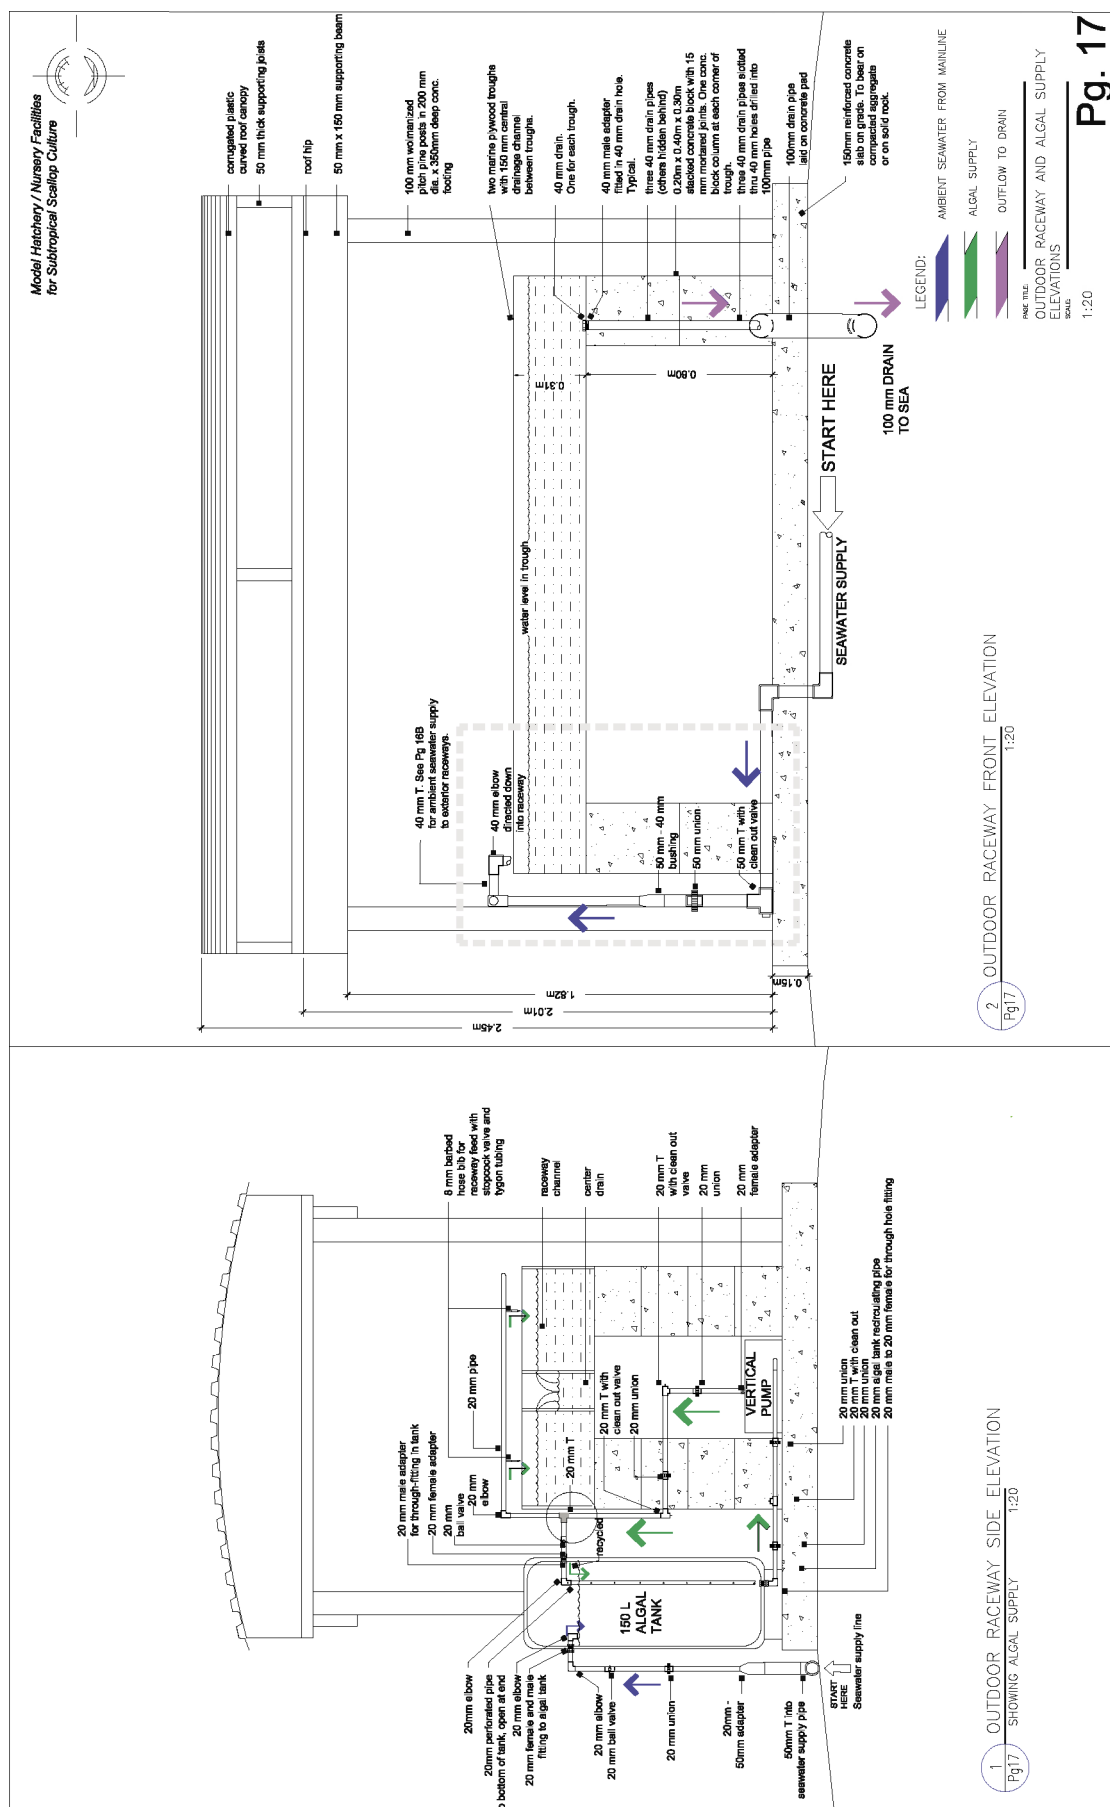 Model Hatchery / Nursery Facilities
for Subtropical Scallop Culture
corrugated plastic
curved roof canopy
50 mm thick supporting joists
roof hip
50 mm x 150 mm supporting beam
100 mm wolmanized
pitch pine posts in 200 mm
dia. x 350mm deep conc.
footing
two marine plywood troughs
with 150 mm central
drainage channel
between troughs.
40 mm drain.
One for each trough.
40 mm male adapter
fitted in 40 mm drain hole.
Typical.
three 40 mm drain pipes
(others hidden behind)
0.20m x 0.40m x 0.30m
stacked concrete block with 15
mm mortared joints. One conc.
block column at each corner of
trough.
three 40 mm drain pipes slotted
thru 40 mm holes drilled into
100mm pipe
100mm drain pipe
laid on concrete pad
150mm reinforced concrete
slab on grade. To bear on
compacted aggregate
or on solid rock.
40 mm T. See Pg 16B
for ambient seawater supply
to exterior raceways.
40 mm elbow
directed down
into raceway
water level in trough
50 mm - 40 mm
bushing
50 mm union
50 mm T with
clean out valve
0.31m
0.80m
2.45m
2.01m
1.82m
0.15m
START HERE
SEAWATER SUPPLY
100 mm DRAIN
TO SEA
LEGEND:
AMBIENT SEAWATER FROM MAINLINE
ALGAL SUPPLY
OUTFLOW TO DRAIN
PAGE TITLE:
OUTDOOR RACEWAY AND ALGAL SUPPLY
ELEVATIONS
SCALE:
1:20
Pg. 17
2
Pg17
OUTDOOR RACEWAY FRONT ELEVATION
1:20
8 mm barbed
hose bib for
raceway feed with
stopcock valve and
tygon tubing
raceway
channel
center
drain
20 mm T
with clean out
valve
20 mm
union
20 mm
female adapter
20 mm pipe
20 mm male adapter
for through-fitting in tank
20 mm female adapter
20 mm
ball valve
20 mm
elbow
20 mm T
20 mm T with
clean out valve
20 mm union
recycled
VERTICAL
PUMP
150 L
ALGAL
TANK
20mm elbow
20mm perforated pipe
o bottom of tank, open at end
20 mm elbow
20 mm female and male
fitting to algal tank
20 mm elbow
20 mm ball valve
20 mm union
20mm -
50mm adapter
50mm T into
seawater supply pipe
START
HERE
Seawater supply line
20 mm union
20 mm T with clean out
20 mm union
20 mm algal tank recirculating pipe
20 mm male to 20 mm female for through hole fitting
1
Pg17
OUTDOOR RACEWAY SIDE ELEVATION
SHOWING ALGAL SUPPLY
1:20